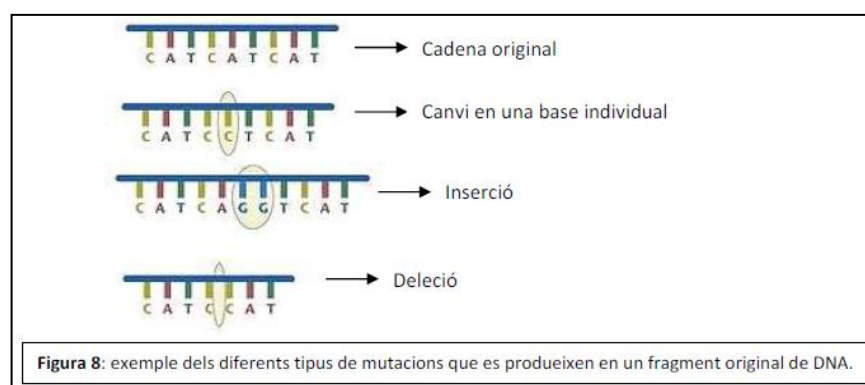 C A T C A T C A T
Cadena original
C A T C C T C A T
Canvi en una base individual
C A T C A G G T C A T
Inserció
C A T C C A T
Deleció
Figura 8: exemple dels diferents tipus de mutacions que es produeixen en un fragment original de DNA.